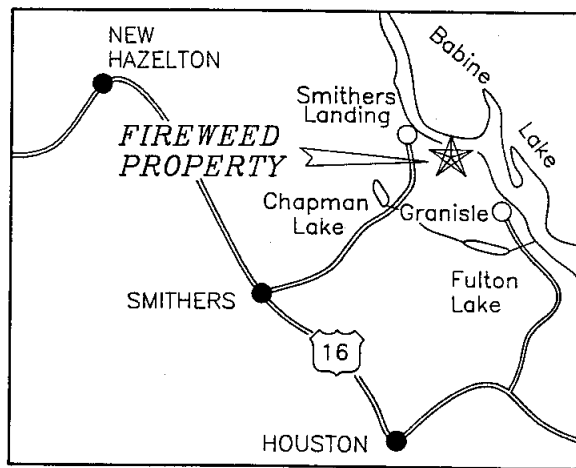 NEW
HAZELTON
Babine
Lake
Smithers
Landing
FIREWEED
PROPERTY
Chapman
Lake
Granisle
Fulton
Lake
SMITHERS
16
HOUSTON